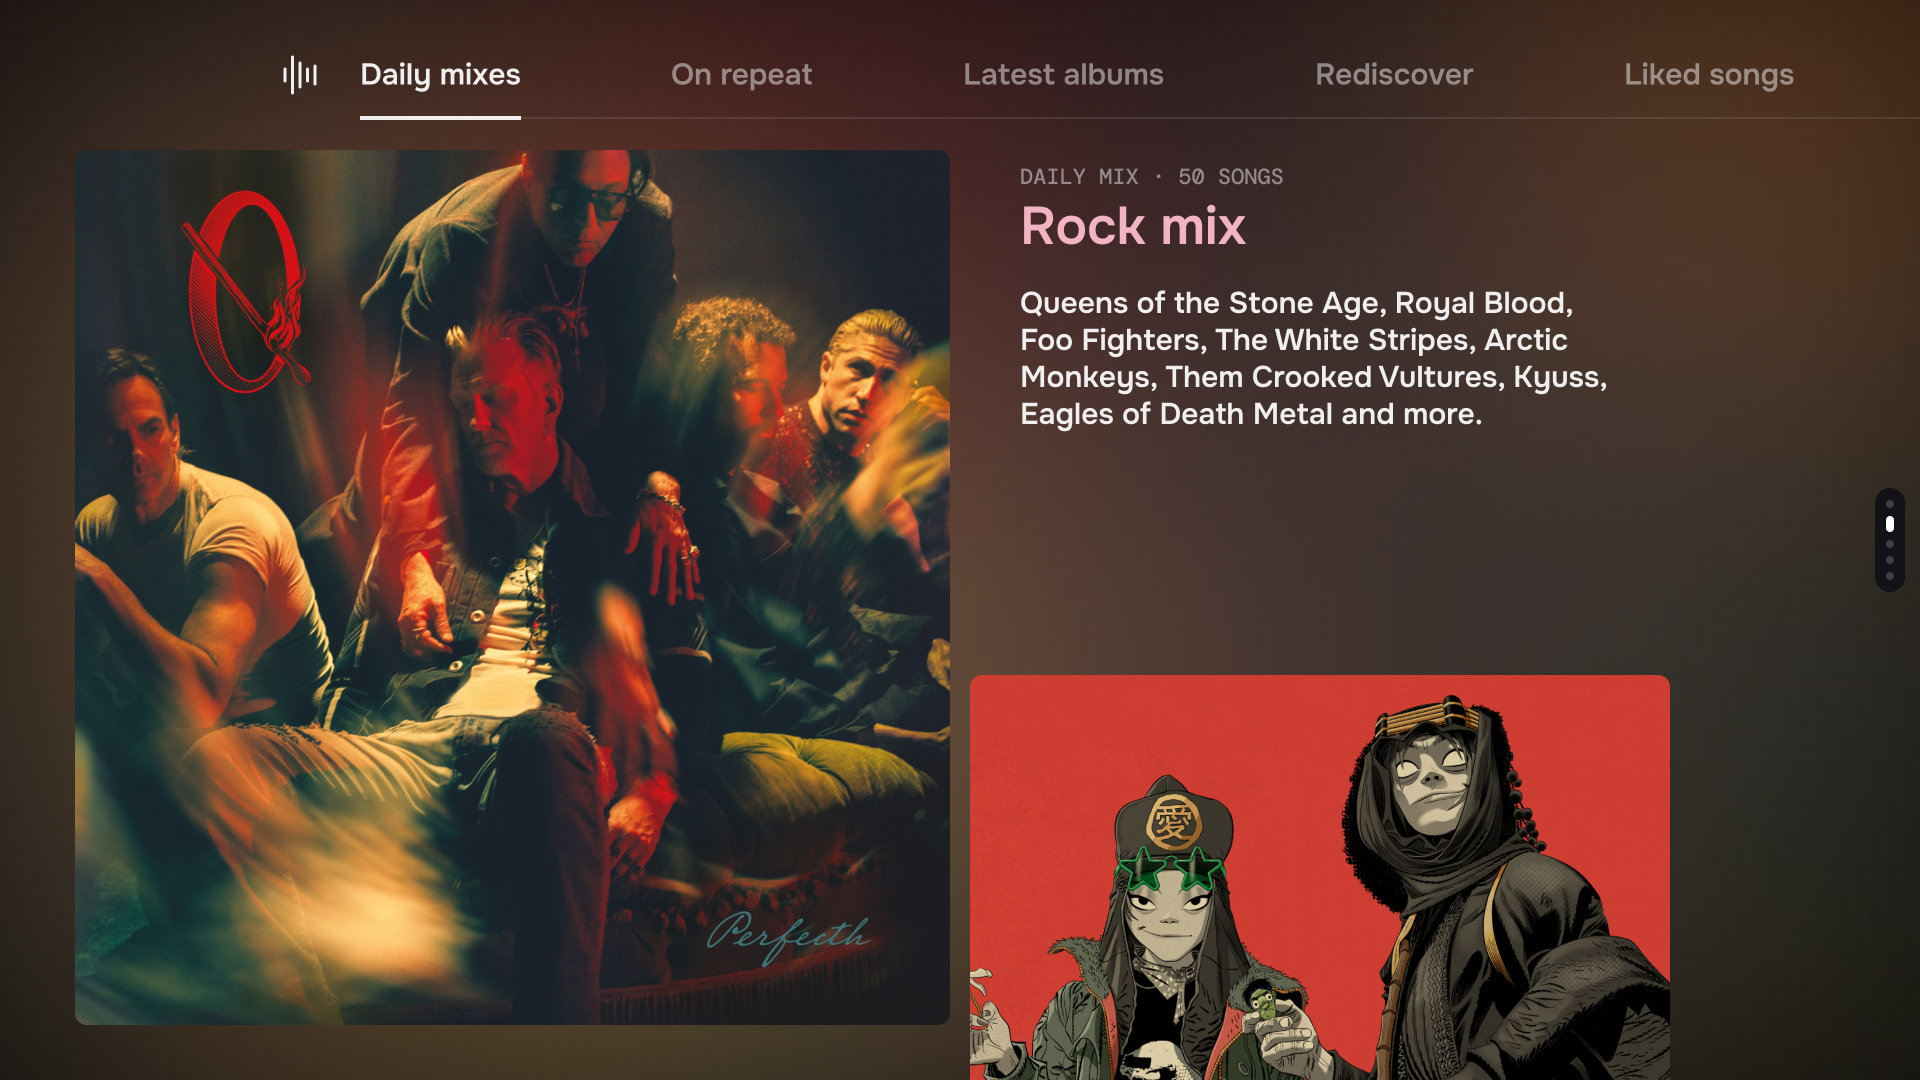 Daily mixes
On repeat
Latest albums
Rediscover
Liked songs
Q
Perfecth
DAILY MIX · 50 SONGS
Rock mix
Queens of the Stone Age, Royal Blood,
Foo Fighters, The White Stripes, Arctic
Monkeys, Them Crooked Vultures, Kyuss,
Eagles of Death Metal and more.
愛